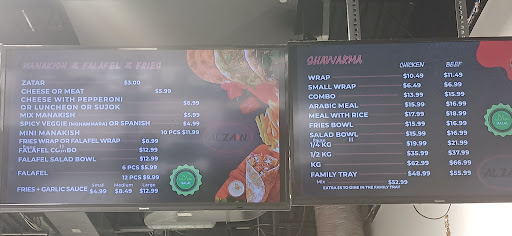 MANAKISH & FALAFEL & FRIES
ZATAR $3.00
CHEESE OR MEAT $5.99
CHEESE WITH PEPPERONI
OR LUNCHEON OR SUJOK $6.99
MIX MANAKISH $5.99
SPICY VEGGIE (MOHAMMARA) OR SPANISH $4.99
MINI MANAKISH 10 PCS $11.99
FRIES WRAP OR FALAFEL WRAP $6.99
FALAFEL COMBO $12.99
FALAFEL SALAD BOWL $12.99
FALAFEL 6 PCS $5.99
12 PCS $9.99
Small Medium Large
FRIES + GARLIC SAUCE $4.99 $8.49 $12.99
ALZAIN
SHAWARMA CHICKEN BEEF
WRAP $10.49 $11.49
SMALL WRAP $6.49 $6.99
COMBO $13.99 $15.99
ARABIC MEAL $15.99 $16.99
MEAL WITH RICE $17.99 $18.99
FRIES BOWL $15.99 $16.99
SALAD BOWL $15.99 $16.99
1/4 KG $19.99 $21.99
1/2 KG $35.99 $37.99
KG $62.99 $66.99
FAMILY TRAY $48.99 $55.99
Mix $52.99
EXTRA $5 TO DINE IN THE FAMILY TRAY
ALZAIN